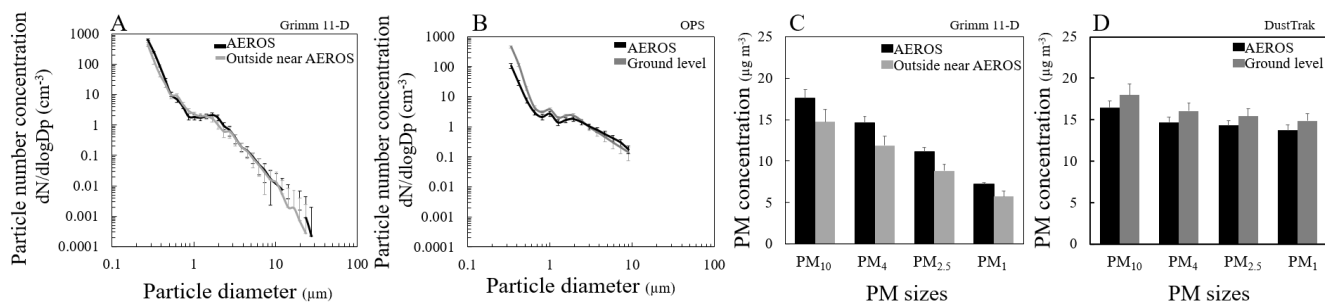 A
Grimm 11-D
AEROS
Outside near AEROS
Particle number concentration
dN/dlogDp (cm⁻³)
1000
100
10
1
0.1
0.01
0.001
0.0001
0.1
1
10
100
Particle diameter (µm)
B
OPS
AEROS
Ground level
Particle number concentration
dN/dlogDp (cm⁻³)
1000
100
10
1
0.1
0.01
0.001
0.0001
0.1
1
10
100
Particle diameter (µm)
C
Grimm 11-D
AEROS
Outside near AEROS
PM concentration (µg m⁻³)
25
20
15
10
5
0
PM₁₀ PM₄ PM₂.₅ PM₁
PM sizes
D
DustTrak
AEROS
Ground level
PM concentration (µg m⁻³)
25
20
15
10
5
0
PM₁₀ PM₄ PM₂.₅ PM₁
PM sizes